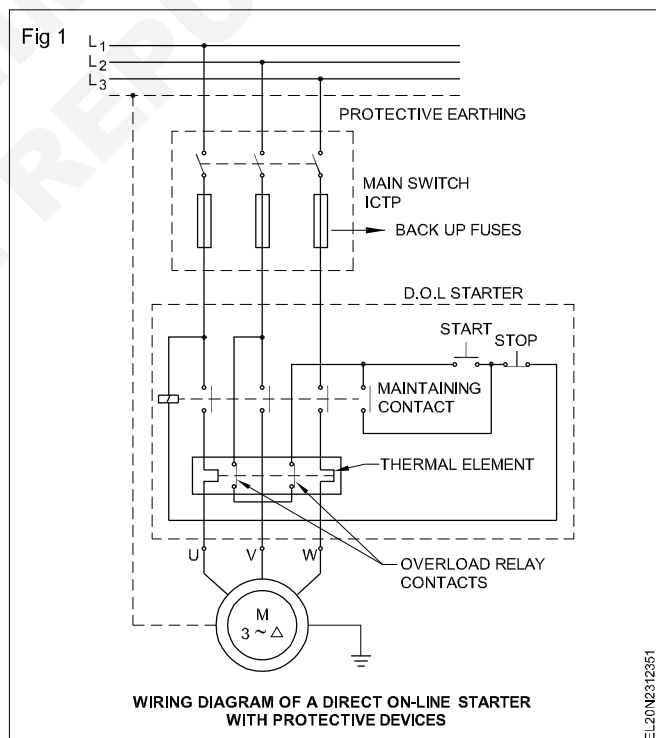 Fig 1
L1
L2
L3
PROTECTIVE EARTHING
MAIN SWITCH
ICTP
BACK UP FUSES
D.O.L STARTER
START
STOP
MAINTAINING
CONTACT
THERMAL ELEMENT
U V W
OVERLOAD RELAY
CONTACTS
M
3 ~ △
WIRING DIAGRAM OF A DIRECT ON-LINE STARTER
WITH PROTECTIVE DEVICES
EL20N2312351
REPU